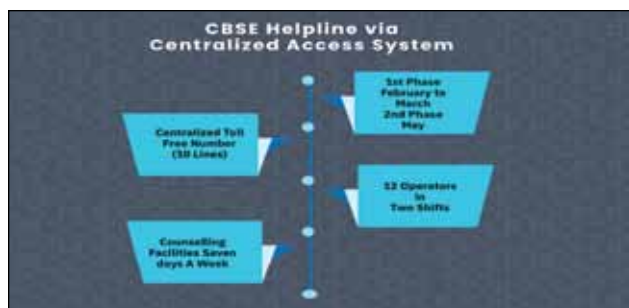 CBSE Helpline via
Centralized Access System
1st Phase
February to
March
2nd Phase
May
Centralized Toll
Free Number
(10 Lines)
12 Operators
in
Two Shifts
Counselling
Facilities Seven
days A Week